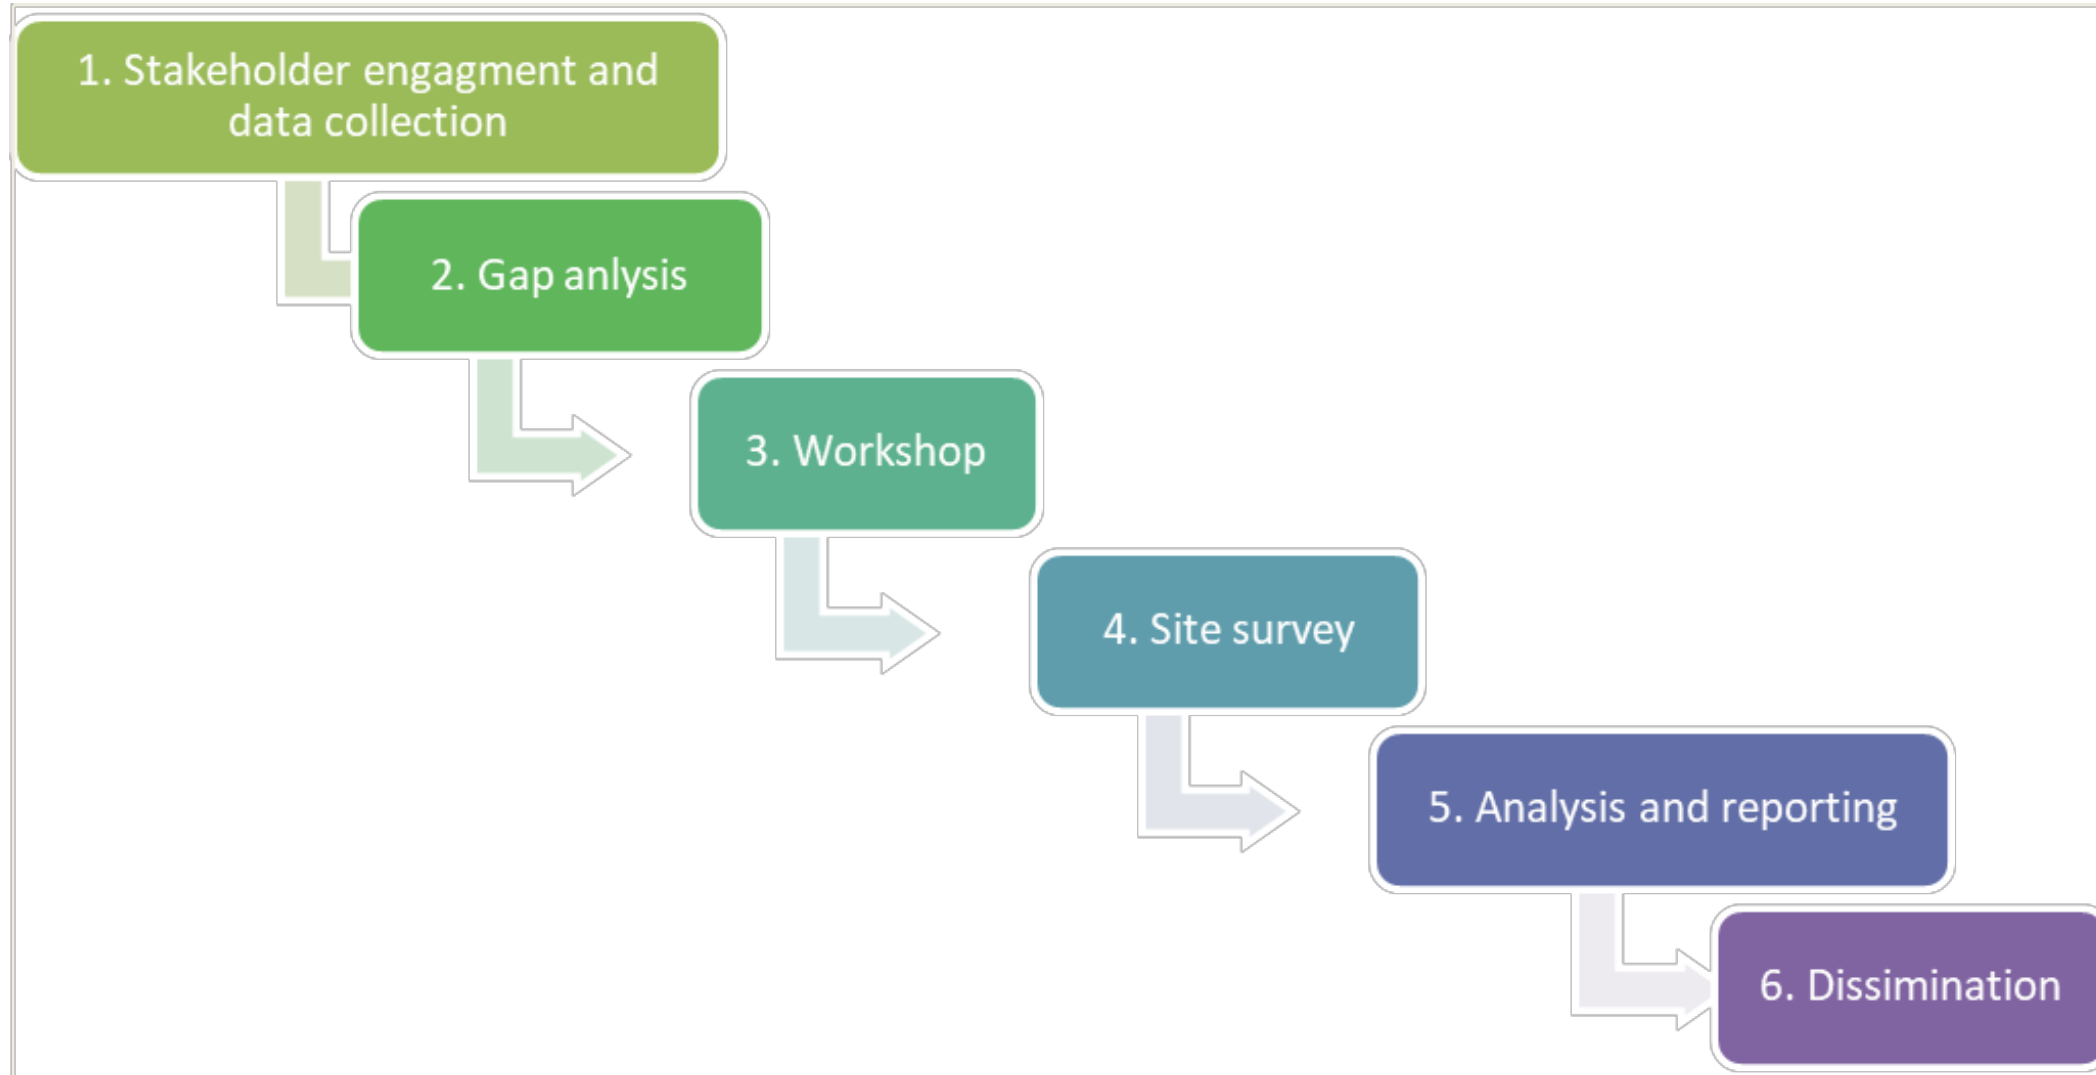 1. Stakeholder engagment and
data collection
2. Gap anlysis
3. Workshop
4. Site survey
5. Analysis and reporting
6. Dissimination